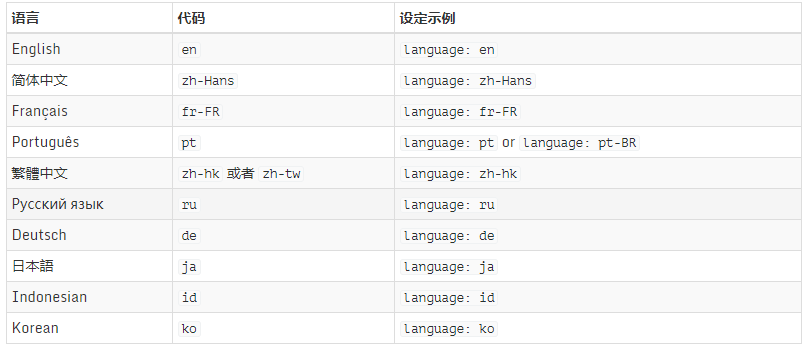 语言 代码 设定示例
English en language: en
简体中文 zh-Hans language: zh-Hans
Français fr-FR language: fr-FR
Português pt language: pt or language: pt-BR
繁體中文 zh-hk 或者 zh-tw language: zh-hk
Русский язык ru language: ru
Deutsch de language: de
日本語 ja language: ja
Indonesian id language: id
Korean ko language: ko